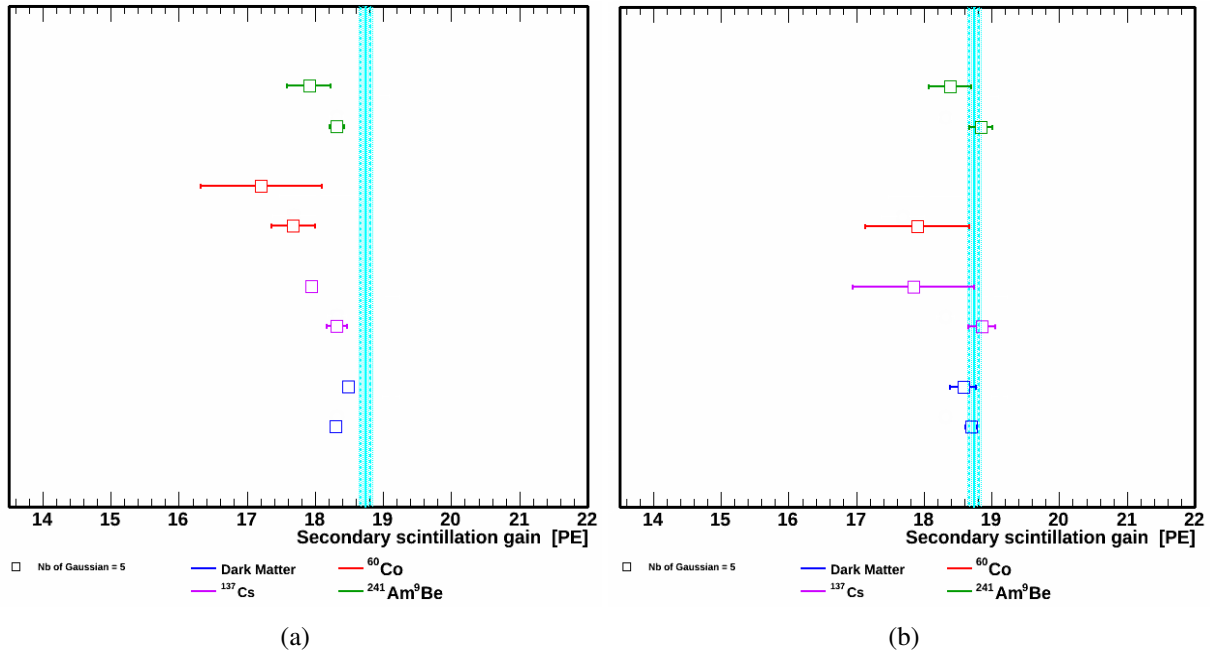 14 15 16 17 18 19 20 21 22
Secondary scintillation gain [PE]
Nb of Gaussian = 5
Dark Matter
60Co
137Cs
241Am9Be
(a)
14 15 16 17 18 19 20 21 22
Secondary scintillation gain [PE]
Nb of Gaussian = 5
Dark Matter
60Co
137Cs
241Am9Be
(b)